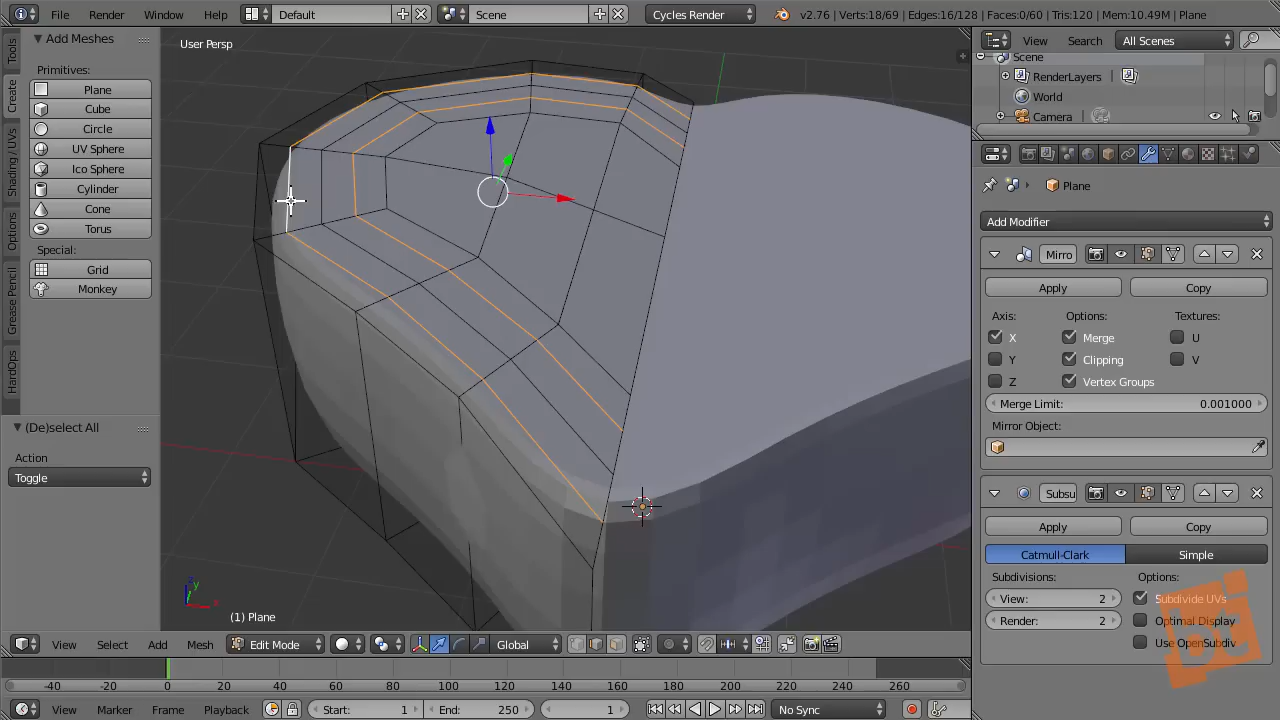 File
Render
Window
Help
Default
Scene
Cycles Render
v2.76 | Verts:18/69 | Edges:16/128 | Faces:0/60 | Tris:120 | Mem:10.49M | Plane
Tools
Create
Shading / UVs
Options
Grease Pencil
HardOps
Add Meshes
Primitives:
Plane
Cube
Circle
UV Sphere
Ico Sphere
Cylinder
Cone
Torus
Special:
Grid
Monkey
(De)select All
Action
Toggle
User Persp
(1) Plane
View
Select
Add
Mesh
Edit Mode
Global
-40
-20
0
20
40
60
80
100
120
140
160
180
200
220
240
260
View
Marker
Frame
Playback
Start:
1
End:
250
1
No Sync
View
Search
All Scenes
Scene
RenderLayers
World
Camera
Plane
Add Modifier
Mirro
Apply
Copy
Axis:
Options:
Textures:
X
Merge
U
Y
Clipping
V
Z
Vertex Groups
Merge Limit:
0.001000
Mirror Object:
Subsu
Apply
Copy
Catmull-Clark
Simple
Subdivisions:
Options:
View:
2
Subdivide UVs
Render:
2
Optimal Display
Use OpenSubdiv